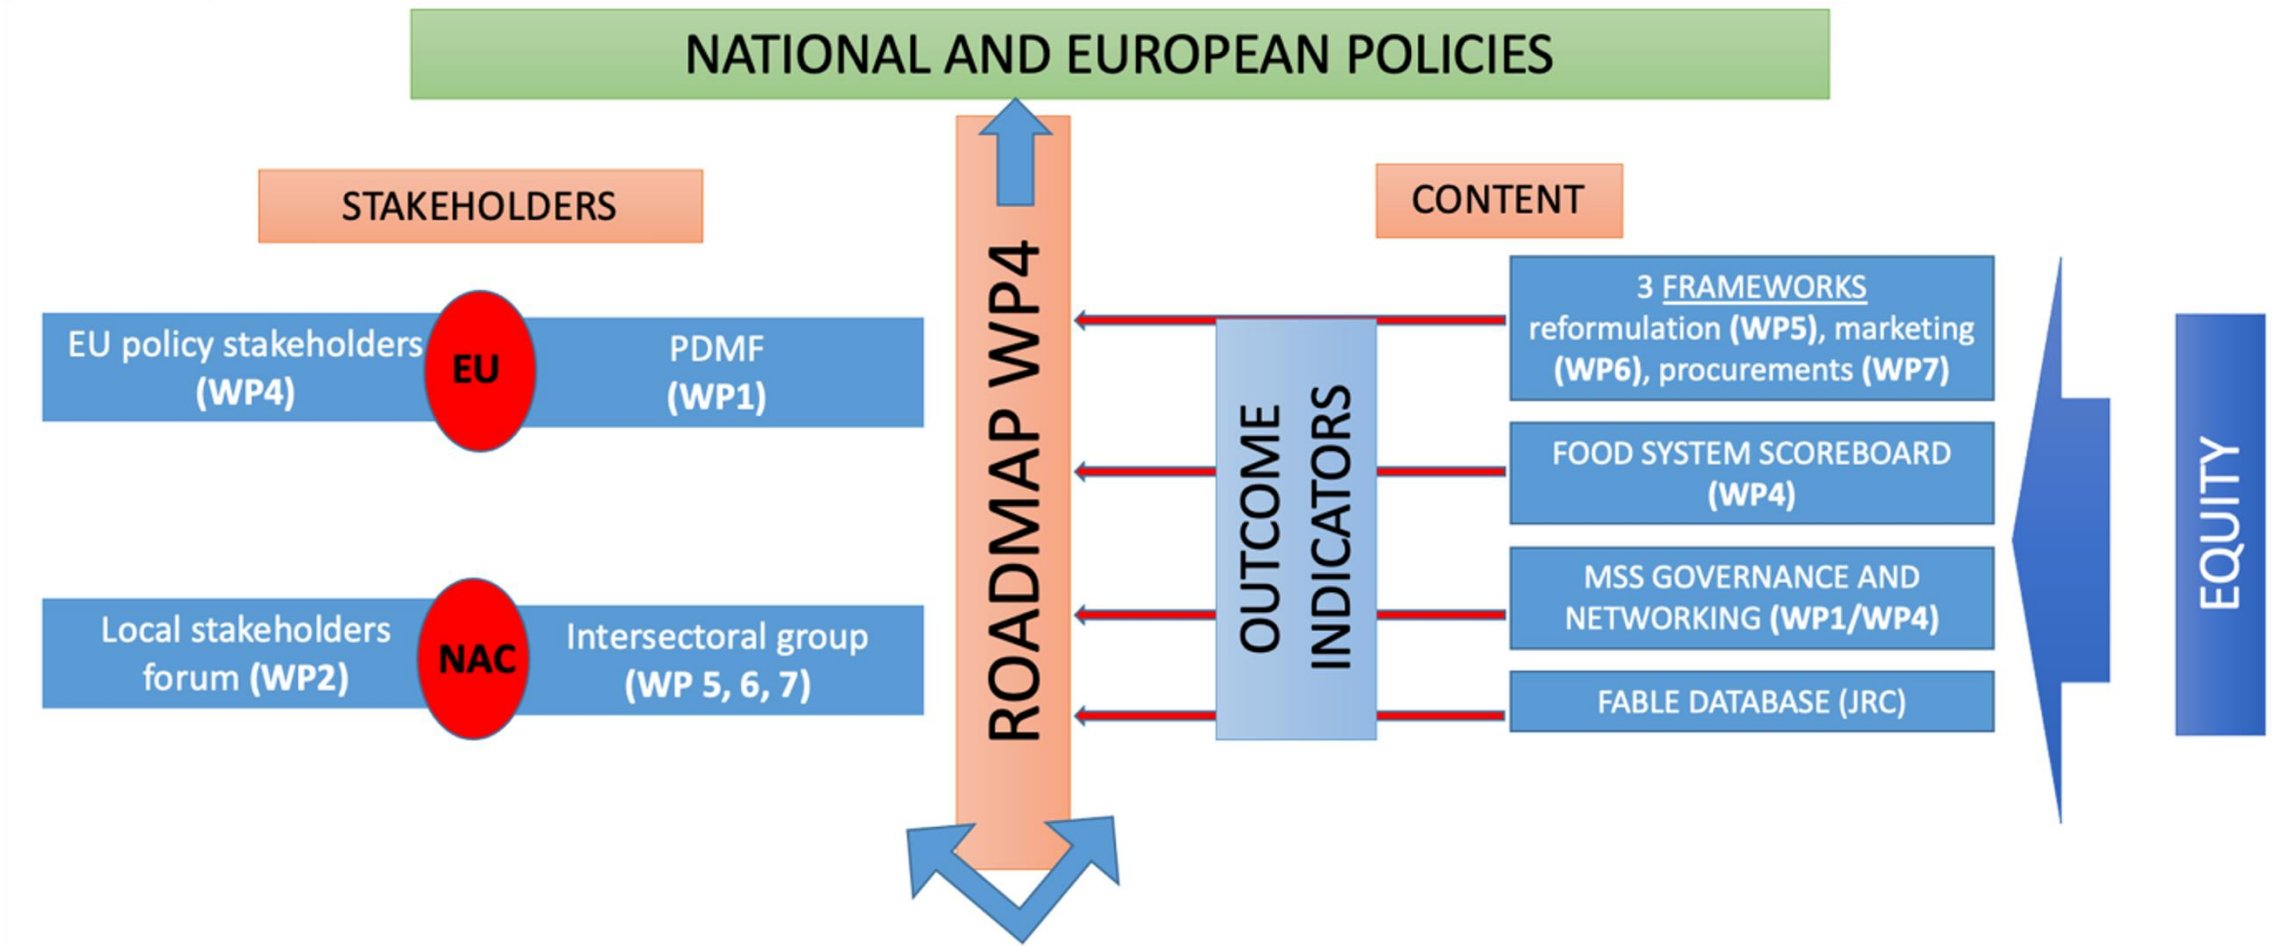 NATIONAL AND EUROPEAN POLICIES
STAKEHOLDERS
EU policy stakeholders
(WP4)
EU
PDMF
(WP1)
Local stakeholders
forum (WP2)
NAC
Intersectoral group
(WP 5, 6, 7)
ROADMAP WP4
CONTENT
OUTCOME
INDICATORS
3 FRAMEWORKS
reformulation (WP5), marketing
(WP6), procurements (WP7)
FOOD SYSTEM SCOREBOARD
(WP4)
MSS GOVERNANCE AND
NETWORKING (WP1/WP4)
FABLE DATABASE (JRC)
EQUITY